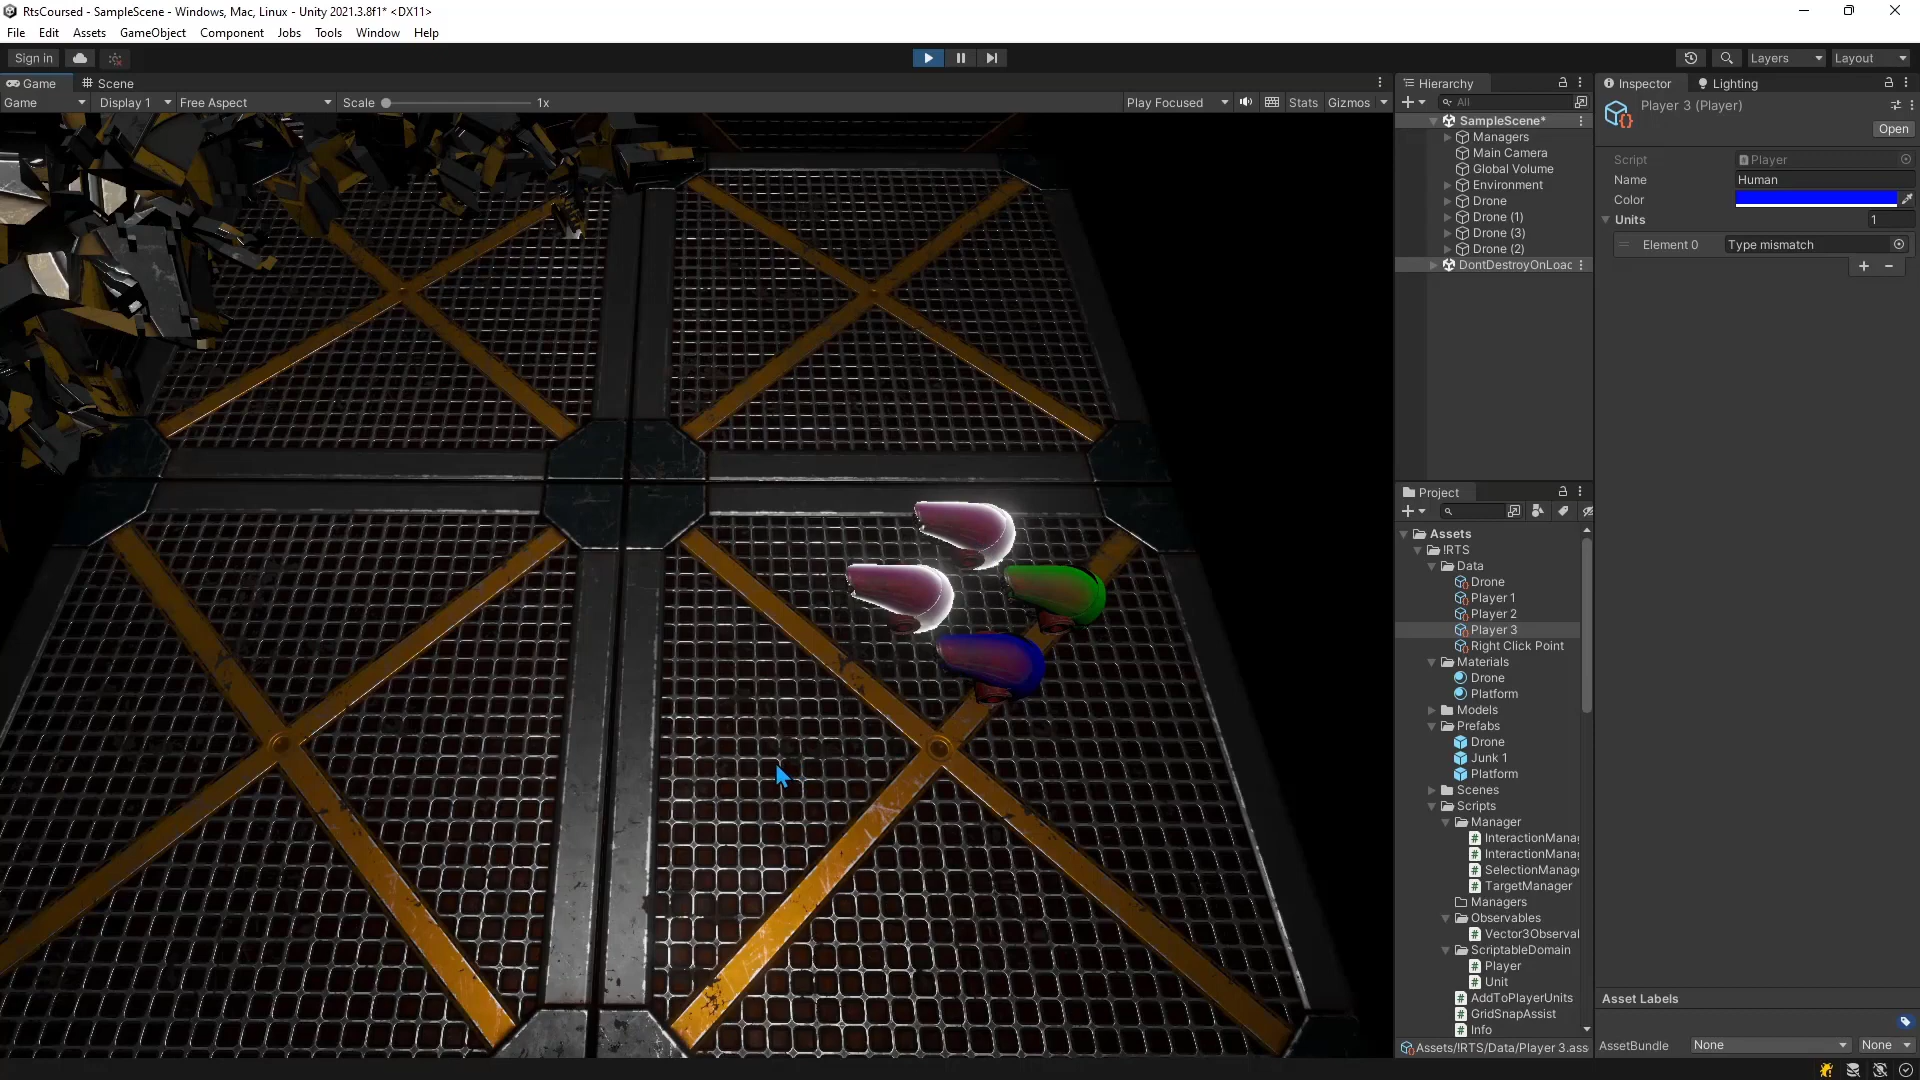 RtsCoursed - SampleScene - Windows, Mac, Linux - Unity 2021.3.8f1* <DX11>
File Edit Assets GameObject Component Jobs Tools Window Help
Sign in
Layers
Layout
Game
Scene
Game
Display 1
Free Aspect
Scale
1x
Play Focused
Stats
Gizmos
Hierarchy
All
SampleScene*
Managers
Main Camera
Global Volume
Environment
Drone
Drone (1)
Drone (3)
Drone (2)
DontDestroyOnLoad
Project
Assets
!RTS
Data
Drone
Player 1
Player 2
Player 3
Right Click Point
Materials
Drone
Platform
Models
Prefabs
Drone
Junk 1
Platform
Scenes
Scripts
Manager
InteractionManag
InteractionManag
SelectionManage
TargetManager
Managers
Observables
Vector3Observal
ScriptableDomain
Player
Unit
AddToPlayerUnits
GridSnapAssist
Info
Assets/!RTS/Data/Player 3.ass
Inspector
Lighting
Player 3 (Player)
Open
Script
Player
Name
Human
Color
Units
1
Element 0
Type mismatch
Asset Labels
AssetBundle
None
None